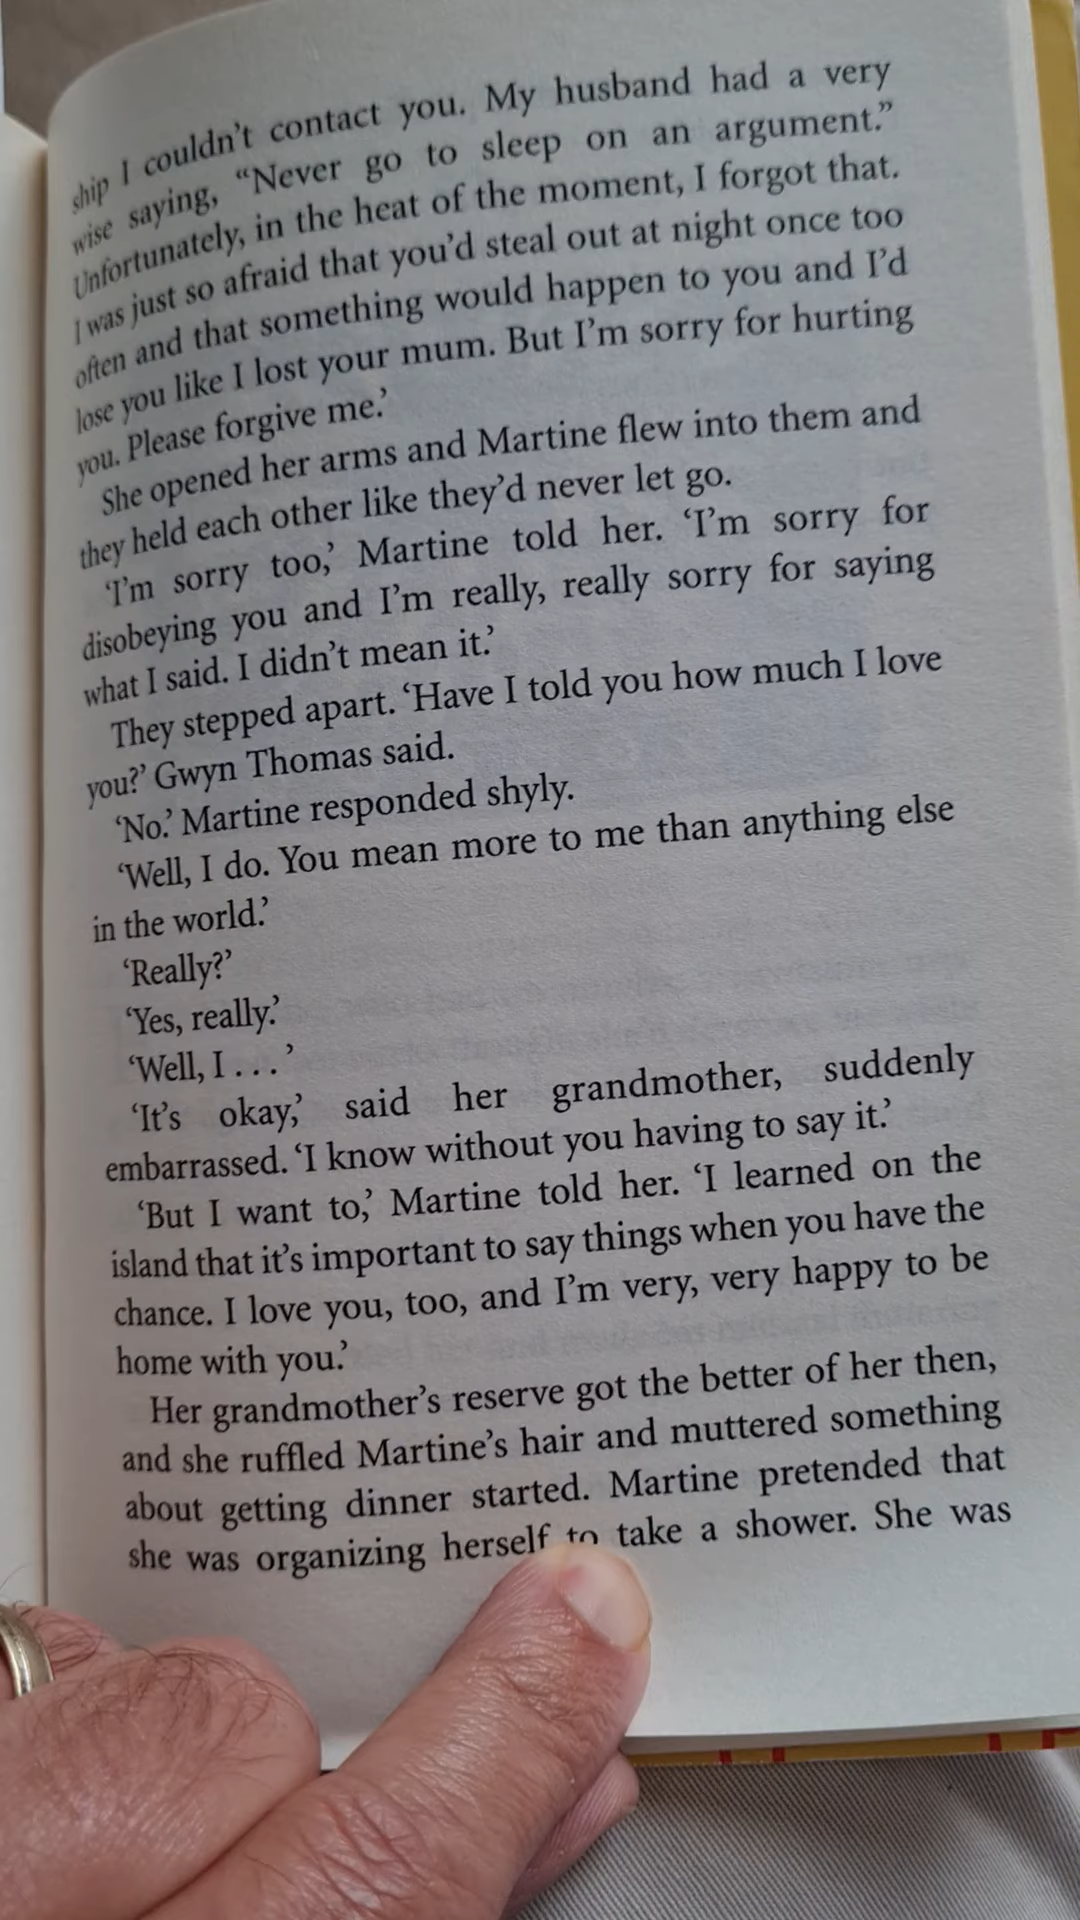 ship I couldn't contact you. My husband had a very
wise saying, “Never go to sleep on an argument.”
Unfortunately, in the heat of the moment, I forgot that.
I was just so afraid that you'd steal out at night once too
often and that something would happen to you and I'd
lose you like I lost your mum. But I'm sorry for hurting
you. Please forgive me.’
She opened her arms and Martine flew into them and
they held each other like they'd never let go.
‘I'm sorry too,’ Martine told her. ‘I'm sorry for
disobeying you and I'm really, really sorry for saying
what I said. I didn't mean it.’
They stepped apart. ‘Have I told you how much I love
you?’ Gwyn Thomas said.
‘No.’ Martine responded shyly.
‘Well, I do. You mean more to me than anything else
in the world.’
‘Really?’
‘Yes, really.’
‘Well, I . . . ’
‘It's okay,’ said her grandmother, suddenly
embarrassed. ‘I know without you having to say it.’
‘But I want to,’ Martine told her. ‘I learned on the
island that it's important to say things when you have the
chance. I love you, too, and I'm very, very happy to be
home with you.’
Her grandmother's reserve got the better of her then,
and she ruffled Martine's hair and muttered something
about getting dinner started. Martine pretended that
she was organizing herself to take a shower. She was